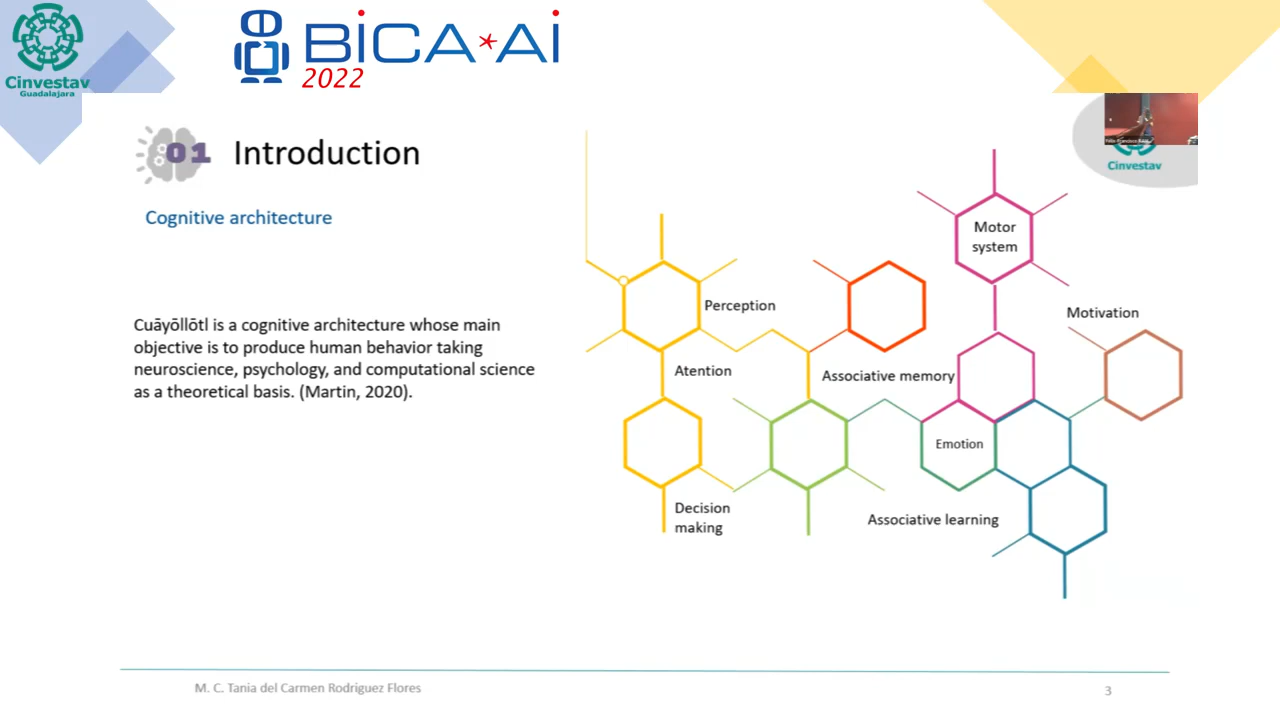 Cinvestav
Guadalajara
BiCA*Ai
2022
01
Introduction
Cinvestav
Cognitive architecture
Cuāyōllōtl is a cognitive architecture whose main
objective is to produce human behavior taking
neuroscience, psychology, and computational science
as a theoretical basis. (Martin, 2020).
Motor
system
Perception
Motivation
Atention
Associative memory
Emotion
Decision
making
Associative learning
M. C. Tania del Carmen Rodriguez Flores
3